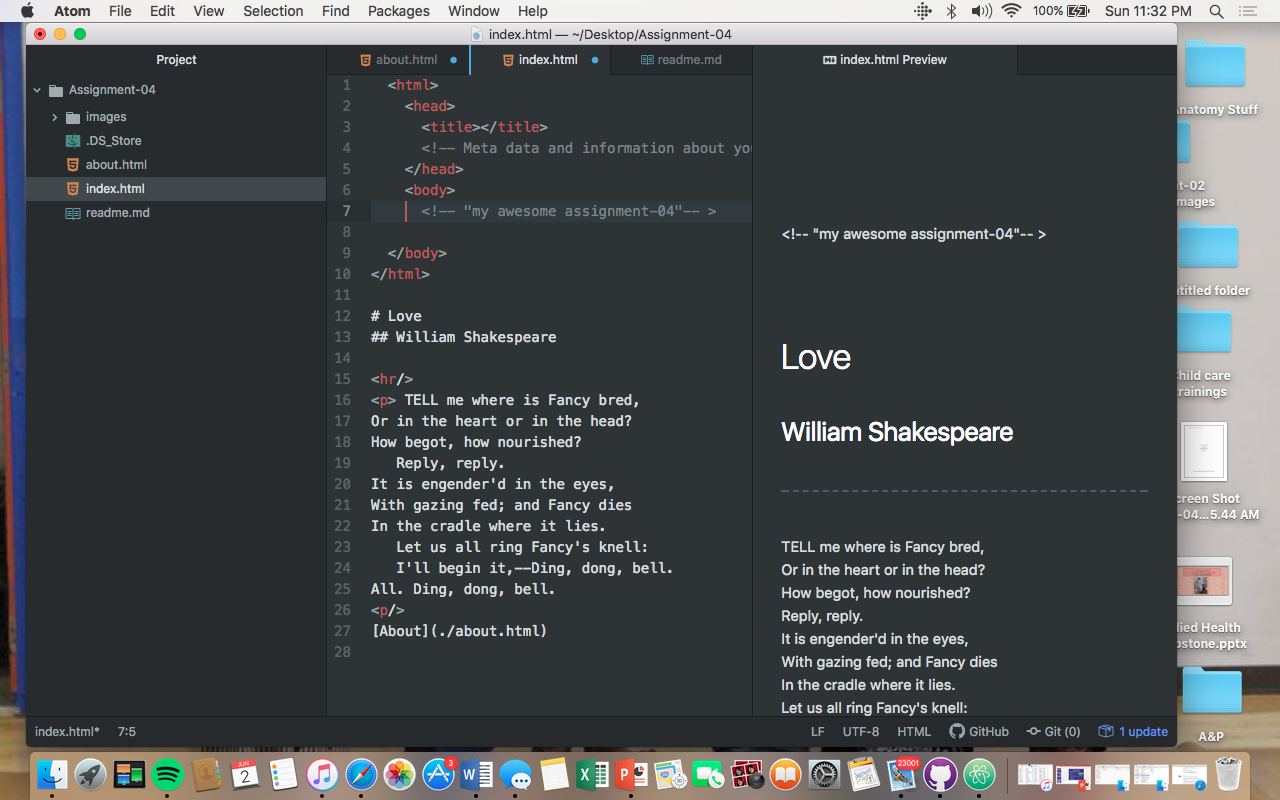 Atom File Edit View Selection Find Packages Window Help 100% Sun 11:32 PM
index.html — ~/Desktop/Assignment-04
Project
Assignment-04
images
.DS_Store
about.html
index.html
readme.md
about.html index.html readme.md
1 <html>
2 <head>
3 <title></title>
4 <!-- Meta data and information about yo
5 </head>
6 <body>
7 <!-- "my awesome assignment-04"-- >
8
9 </body>
10 </html>
11
12 # Love
13 ## William Shakespeare
14
15 <hr/>
16 <p> TELL me where is Fancy bred,
17 Or in the heart or in the head?
18 How begot, how nourished?
19 Reply, reply.
20 It is engender'd in the eyes,
21 With gazing fed; and Fancy dies
22 In the cradle where it lies.
23 Let us all ring Fancy's knell:
24 I'll begin it,--Ding, dong, bell.
25 All. Ding, dong, bell.
26 <p/>
27 [About](./about.html)
28
index.html Preview
<!-- "my awesome assignment-04"-- >
Love
William Shakespeare
TELL me where is Fancy bred,
Or in the heart or in the head?
How begot, how nourished?
Reply, reply.
It is engender'd in the eyes,
With gazing fed; and Fancy dies
In the cradle where it lies.
Let us all ring Fancy's knell:
index.html* 7:5 LF UTF-8 HTML GitHub Git (0) 1 update
natomy Stuff
t-02
mages
titled folder
hild care
rainings
creen Shot
-04...5.44 AM
lied Health
pstone.pptx
A&P
JUN
2
3
23001